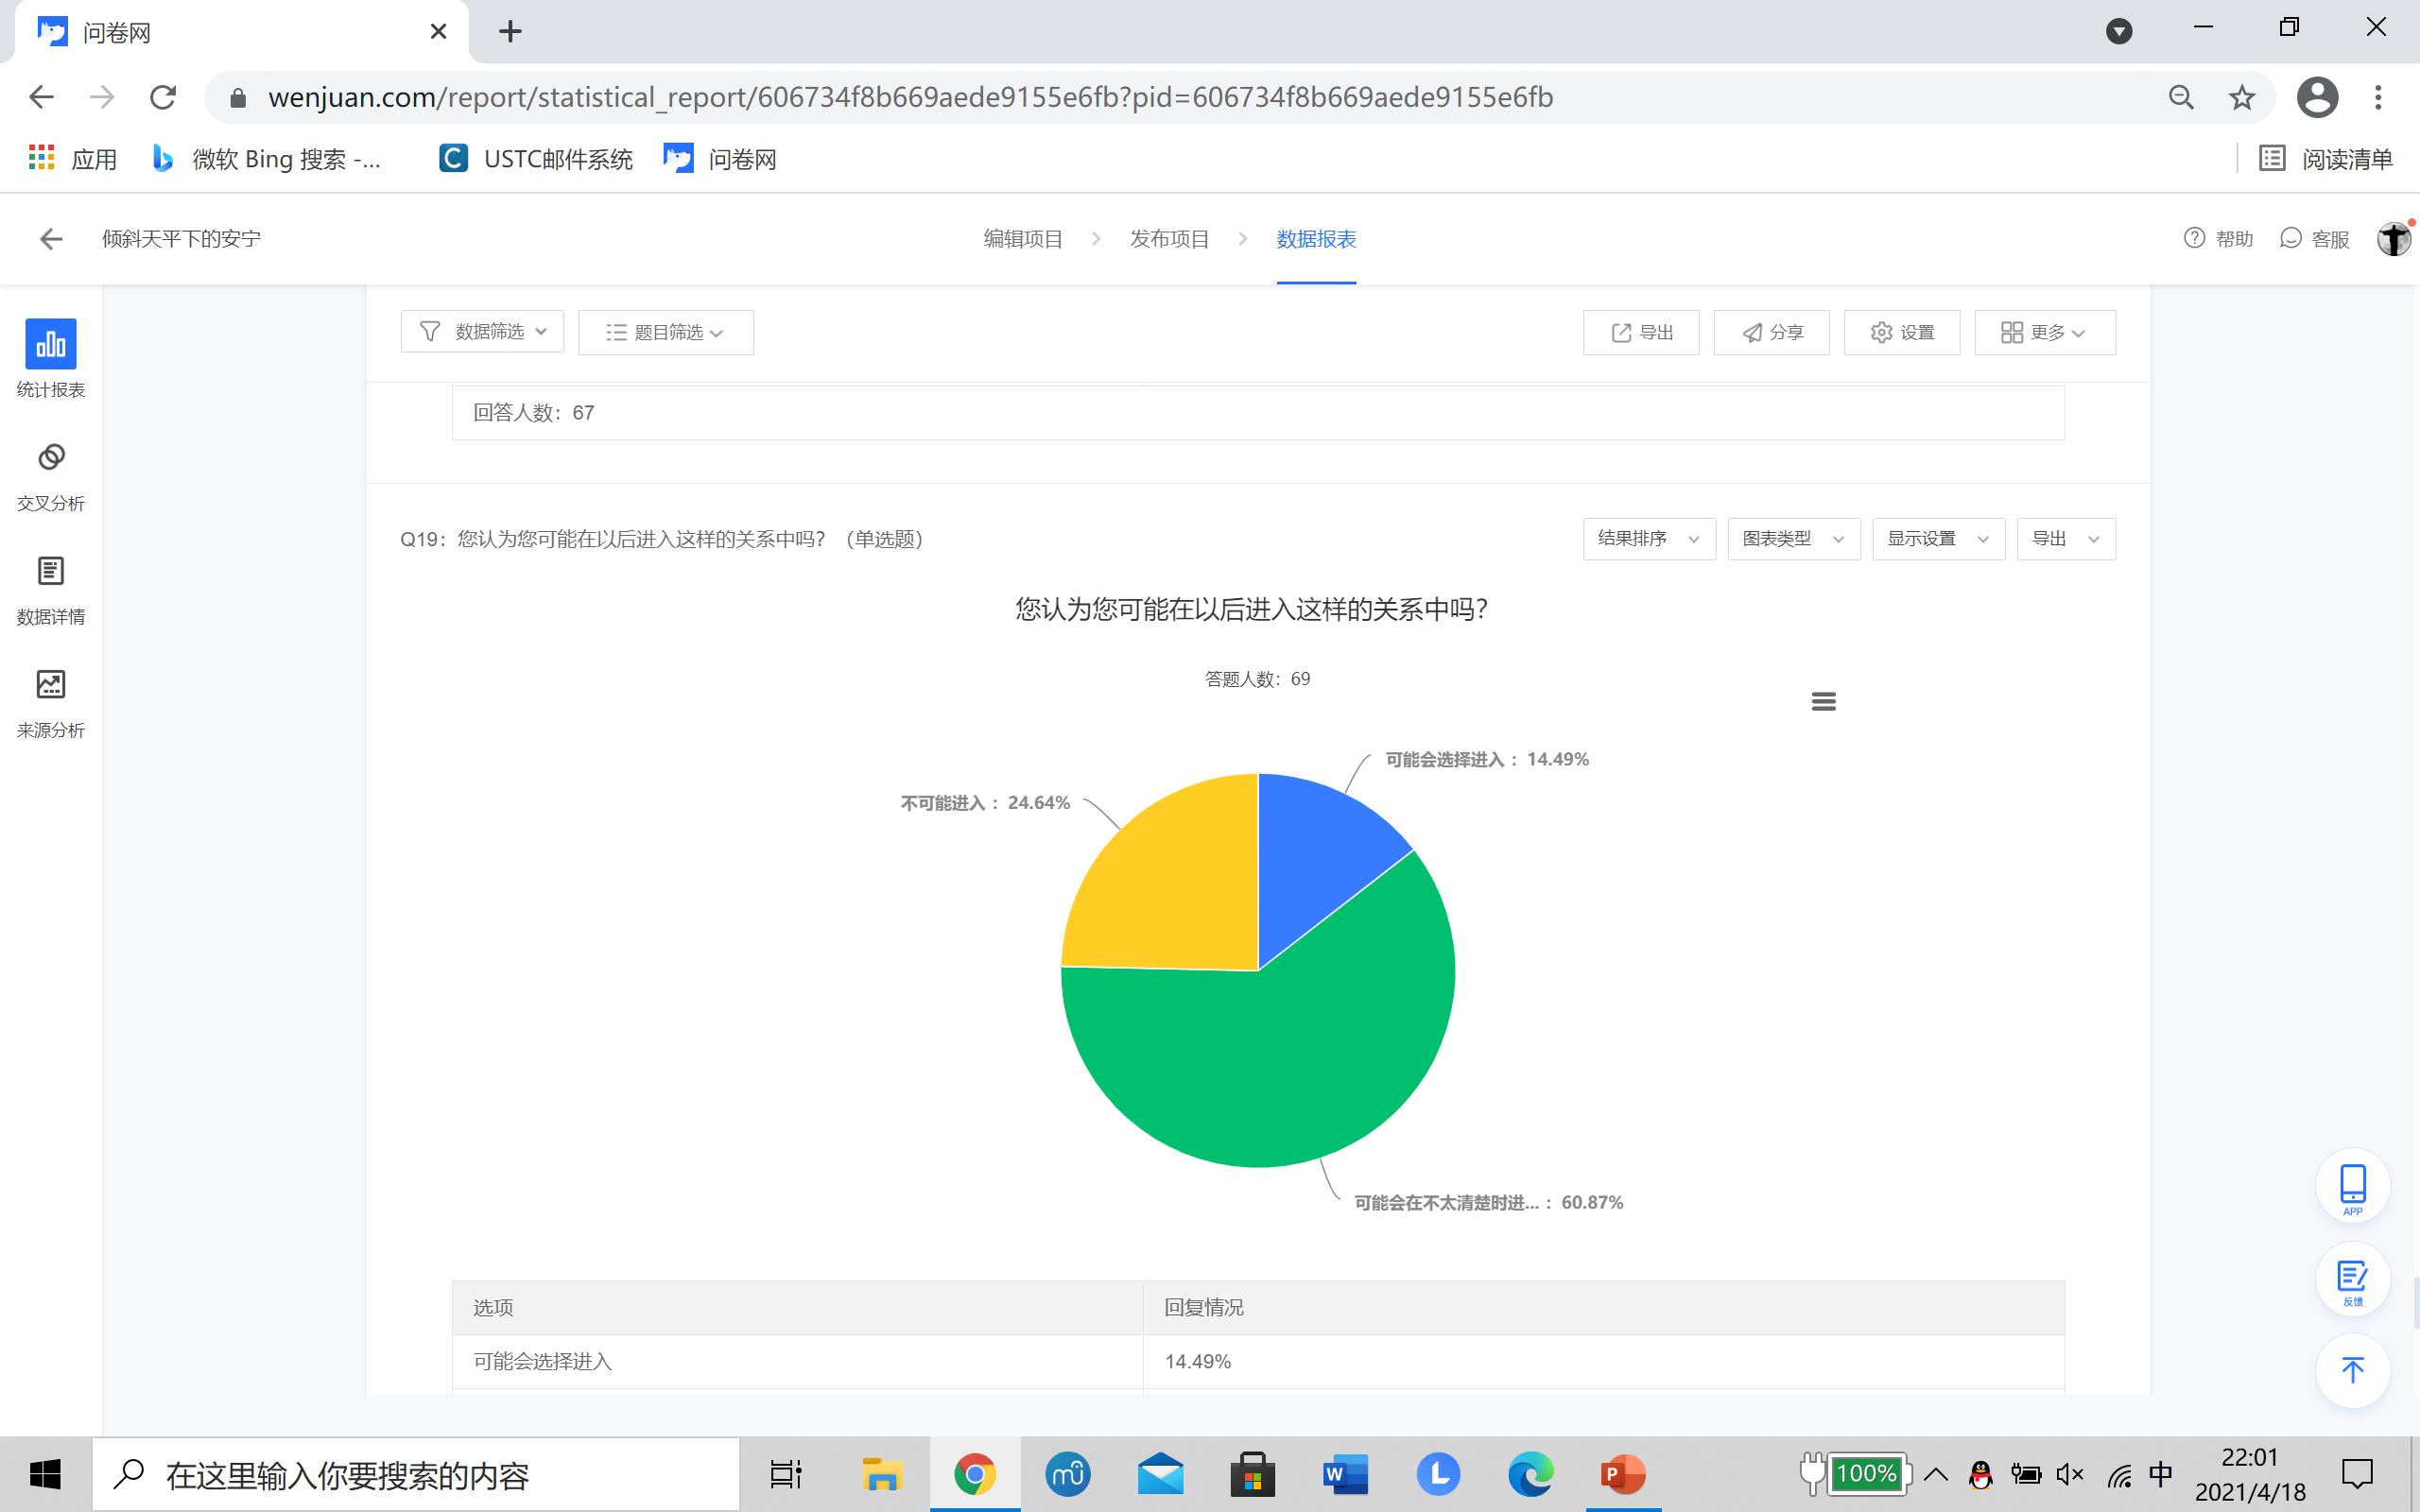 问卷网
wenjuan.com/report/statistical_report/606734f8b669aede9155e6fb?pid=606734f8b669aede9155e6fb
应用 微软 Bing 搜索 -... USTC邮件系统 问卷网 阅读清单
倾斜天平下的安宁 编辑项目 发布项目 数据报表 帮助 客服
数据筛选 题目筛选 导出 分享 设置 更多
统计报表
回答人数：67
交叉分析
Q19：您认为您可能在以后进入这样的关系中吗？（单选题） 结果排序 图表类型 显示设置 导出
数据详情
您认为您可能在以后进入这样的关系中吗？
答题人数：69
来源分析
可能会选择进入 ：14.49%
不可能进入 ：24.64%
可能会在不太清楚时进... ：60.87%
APP
反馈
选项 回复情况
可能会选择进入 14.49%
在这里输入你要搜索的内容
100% 中
22:01
2021/4/18